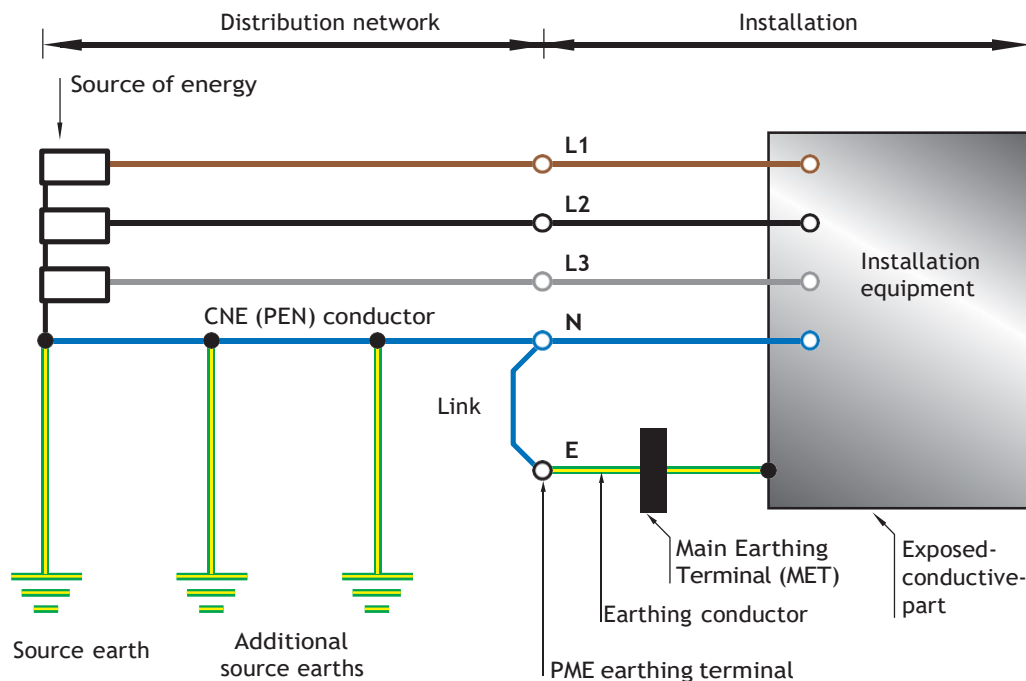 Distribution network
Installation
Source of energy
L1
L2
L3
Installation
equipment
CNE (PEN) conductor
N
Link
E
Main Earthing
Terminal (MET)
Exposed-
conductive-
part
Earthing conductor
Source earth
Additional
source earths
PME earthing terminal